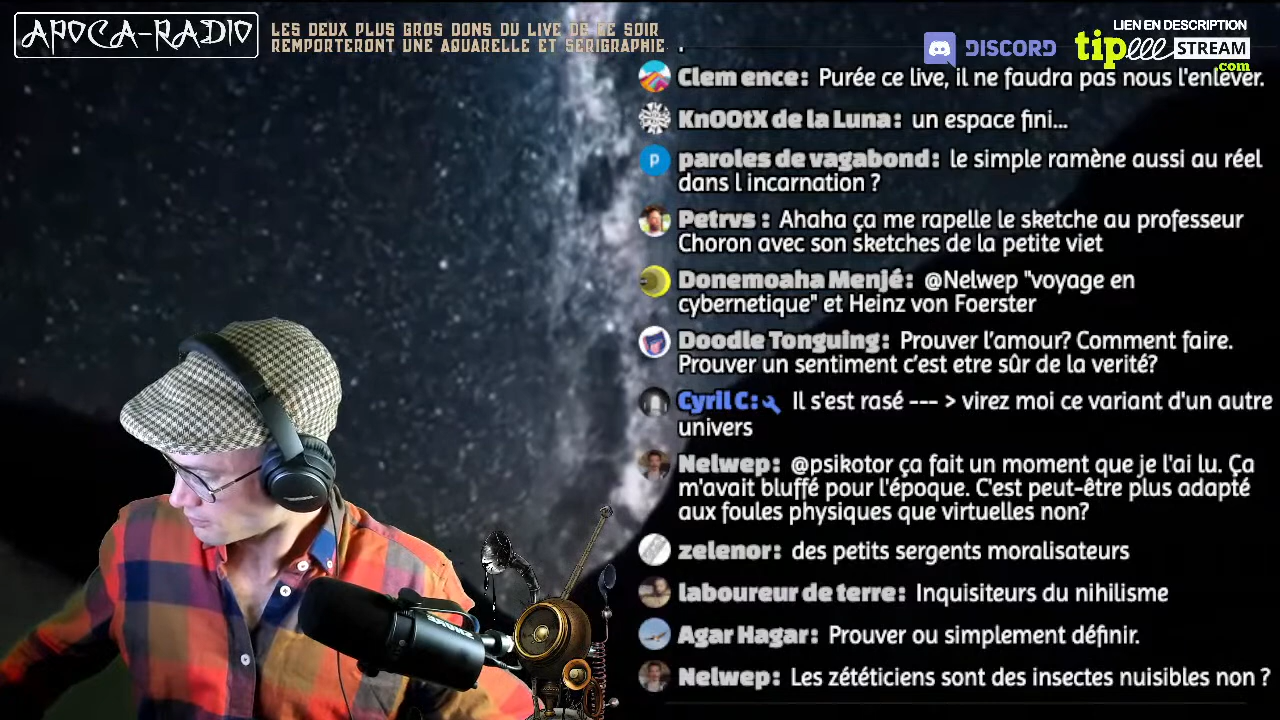 APOCA-RADIO
LES DEUX PLUS GROS DONS DU LIVE DE CE SOIR
REMPORTERONT UNE AQUARELLE ET SERIGRAPHIE
LIEN EN DESCRIPTION
DISCORD
tipeee STREAM
.com
Clem ence: Purée ce live, il ne faudra pas nous l'enlever.
KnOOtX de la Luna: un espace fini...
paroles de vagabond: le simple ramène aussi au réel
dans l incarnation ?
Petrvs : Ahaha ça me rapelle le sketche au professeur
Choron avec son sketches de la petite viet
Donemoaha Menjé: @Nelwep "voyage en
cybernetique" et Heinz von Foerster
Doodle Tonguing: Prouver l'amour? Comment faire.
Prouver un sentiment c'est etre sûr de la verité?
Cyril C: Il s'est rasé --- > virez moi ce variant d'un autre
univers
Nelwep: @psikotor ça fait un moment que je l'ai lu. Ça
m'avait bluffé pour l'époque. C'est peut-être plus adapté
aux foules physiques que virtuelles non?
zelenor: des petits sergents moralisateurs
laboureur de terre: Inquisiteurs du nihilisme
Agar Hagar: Prouver ou simplement définir.
Nelwep: Les zététiciens sont des insectes nuisibles non ?
p